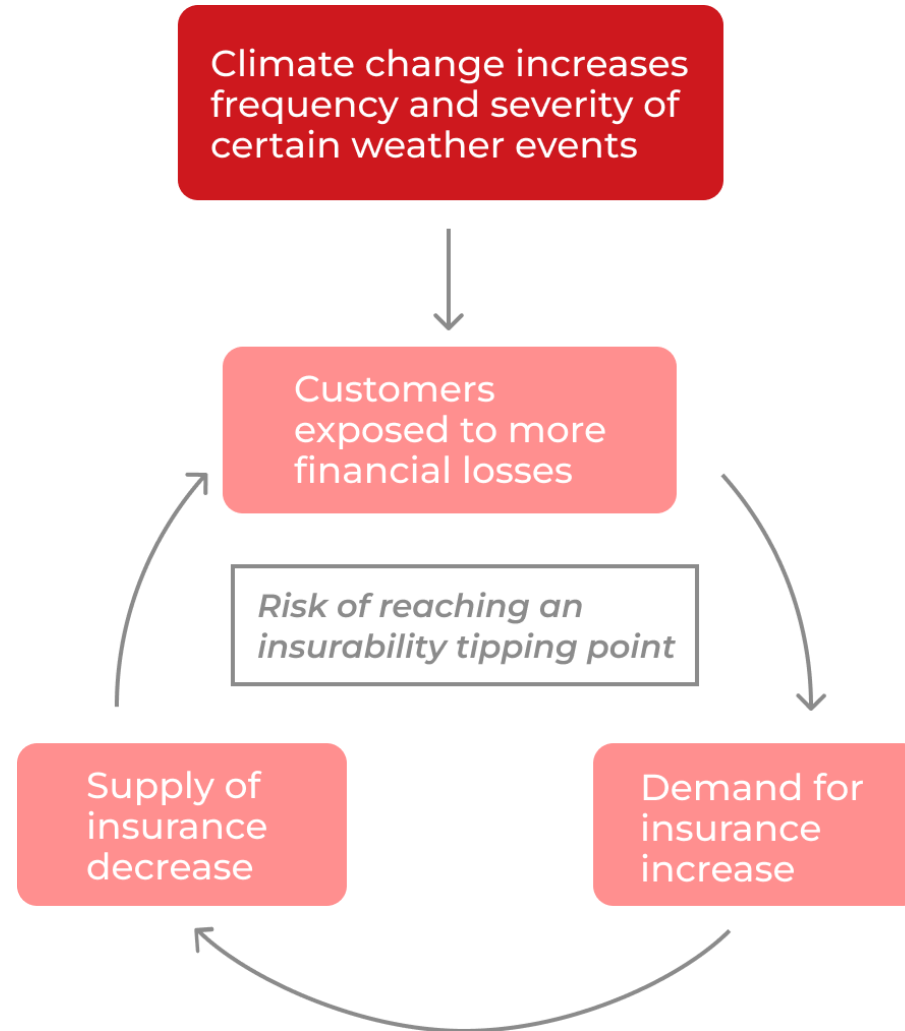 Climate change increases
frequency and severity of
certain weather events
Customers
exposed to more
financial losses
Risk of reaching an
insurability tipping point
Supply of
insurance
decrease
Demand for
insurance
increase